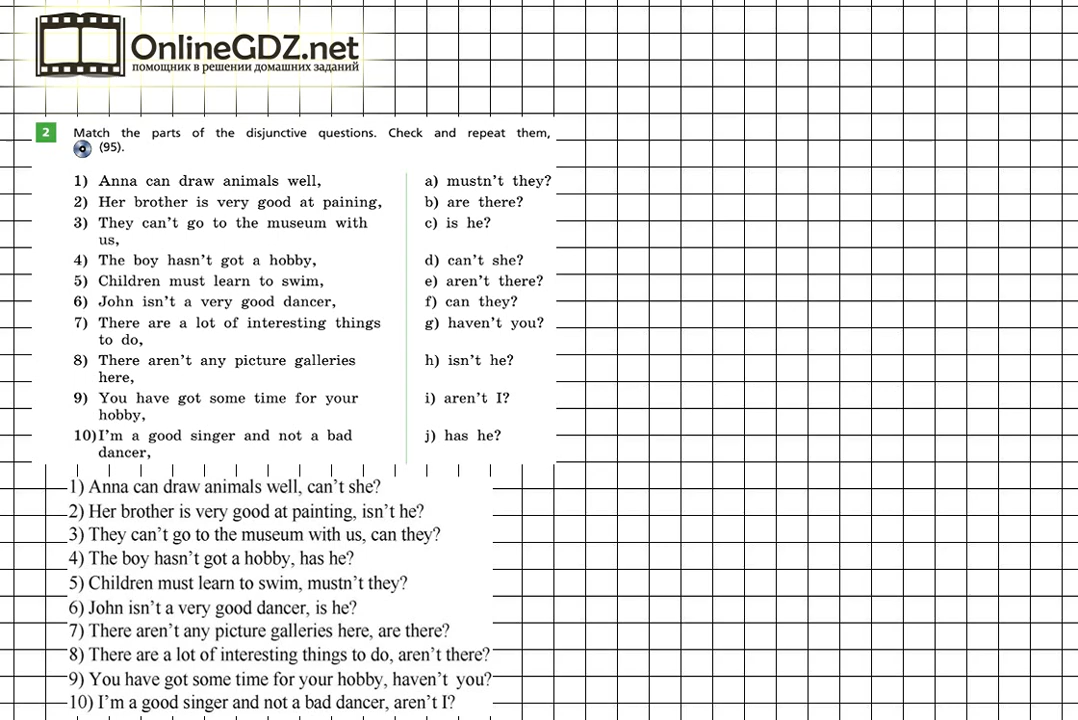 OnlineGDZ.net
помощник в решении домашних заданий
2 Match the parts of the disjunctive questions. Check and repeat them,
(95).
1) Anna can draw animals well,
2) Her brother is very good at paining,
3) They can't go to the museum with
us,
4) The boy hasn't got a hobby,
5) Children must learn to swim,
6) John isn't a very good dancer,
7) There are a lot of interesting things
to do,
8) There aren't any picture galleries
here,
9) You have got some time for your
hobby,
10)I'm a good singer and not a bad
dancer,
a) mustn't they?
b) are there?
c) is he?
d) can't she?
e) aren't there?
f) can they?
g) haven't you?
h) isn't he?
i) aren't I?
j) has he?
1) Anna can draw animals well, can't she?
2) Her brother is very good at painting, isn't he?
3) They can't go to the museum with us, can they?
4) The boy hasn't got a hobby, has he?
5) Children must learn to swim, mustn't they?
6) John isn't a very good dancer, is he?
7) There aren't any picture galleries here, are there?
8) There are a lot of interesting things to do, aren't there?
9) You have got some time for your hobby, haven't you?
10) I'm a good singer and not a bad dancer, aren't I?